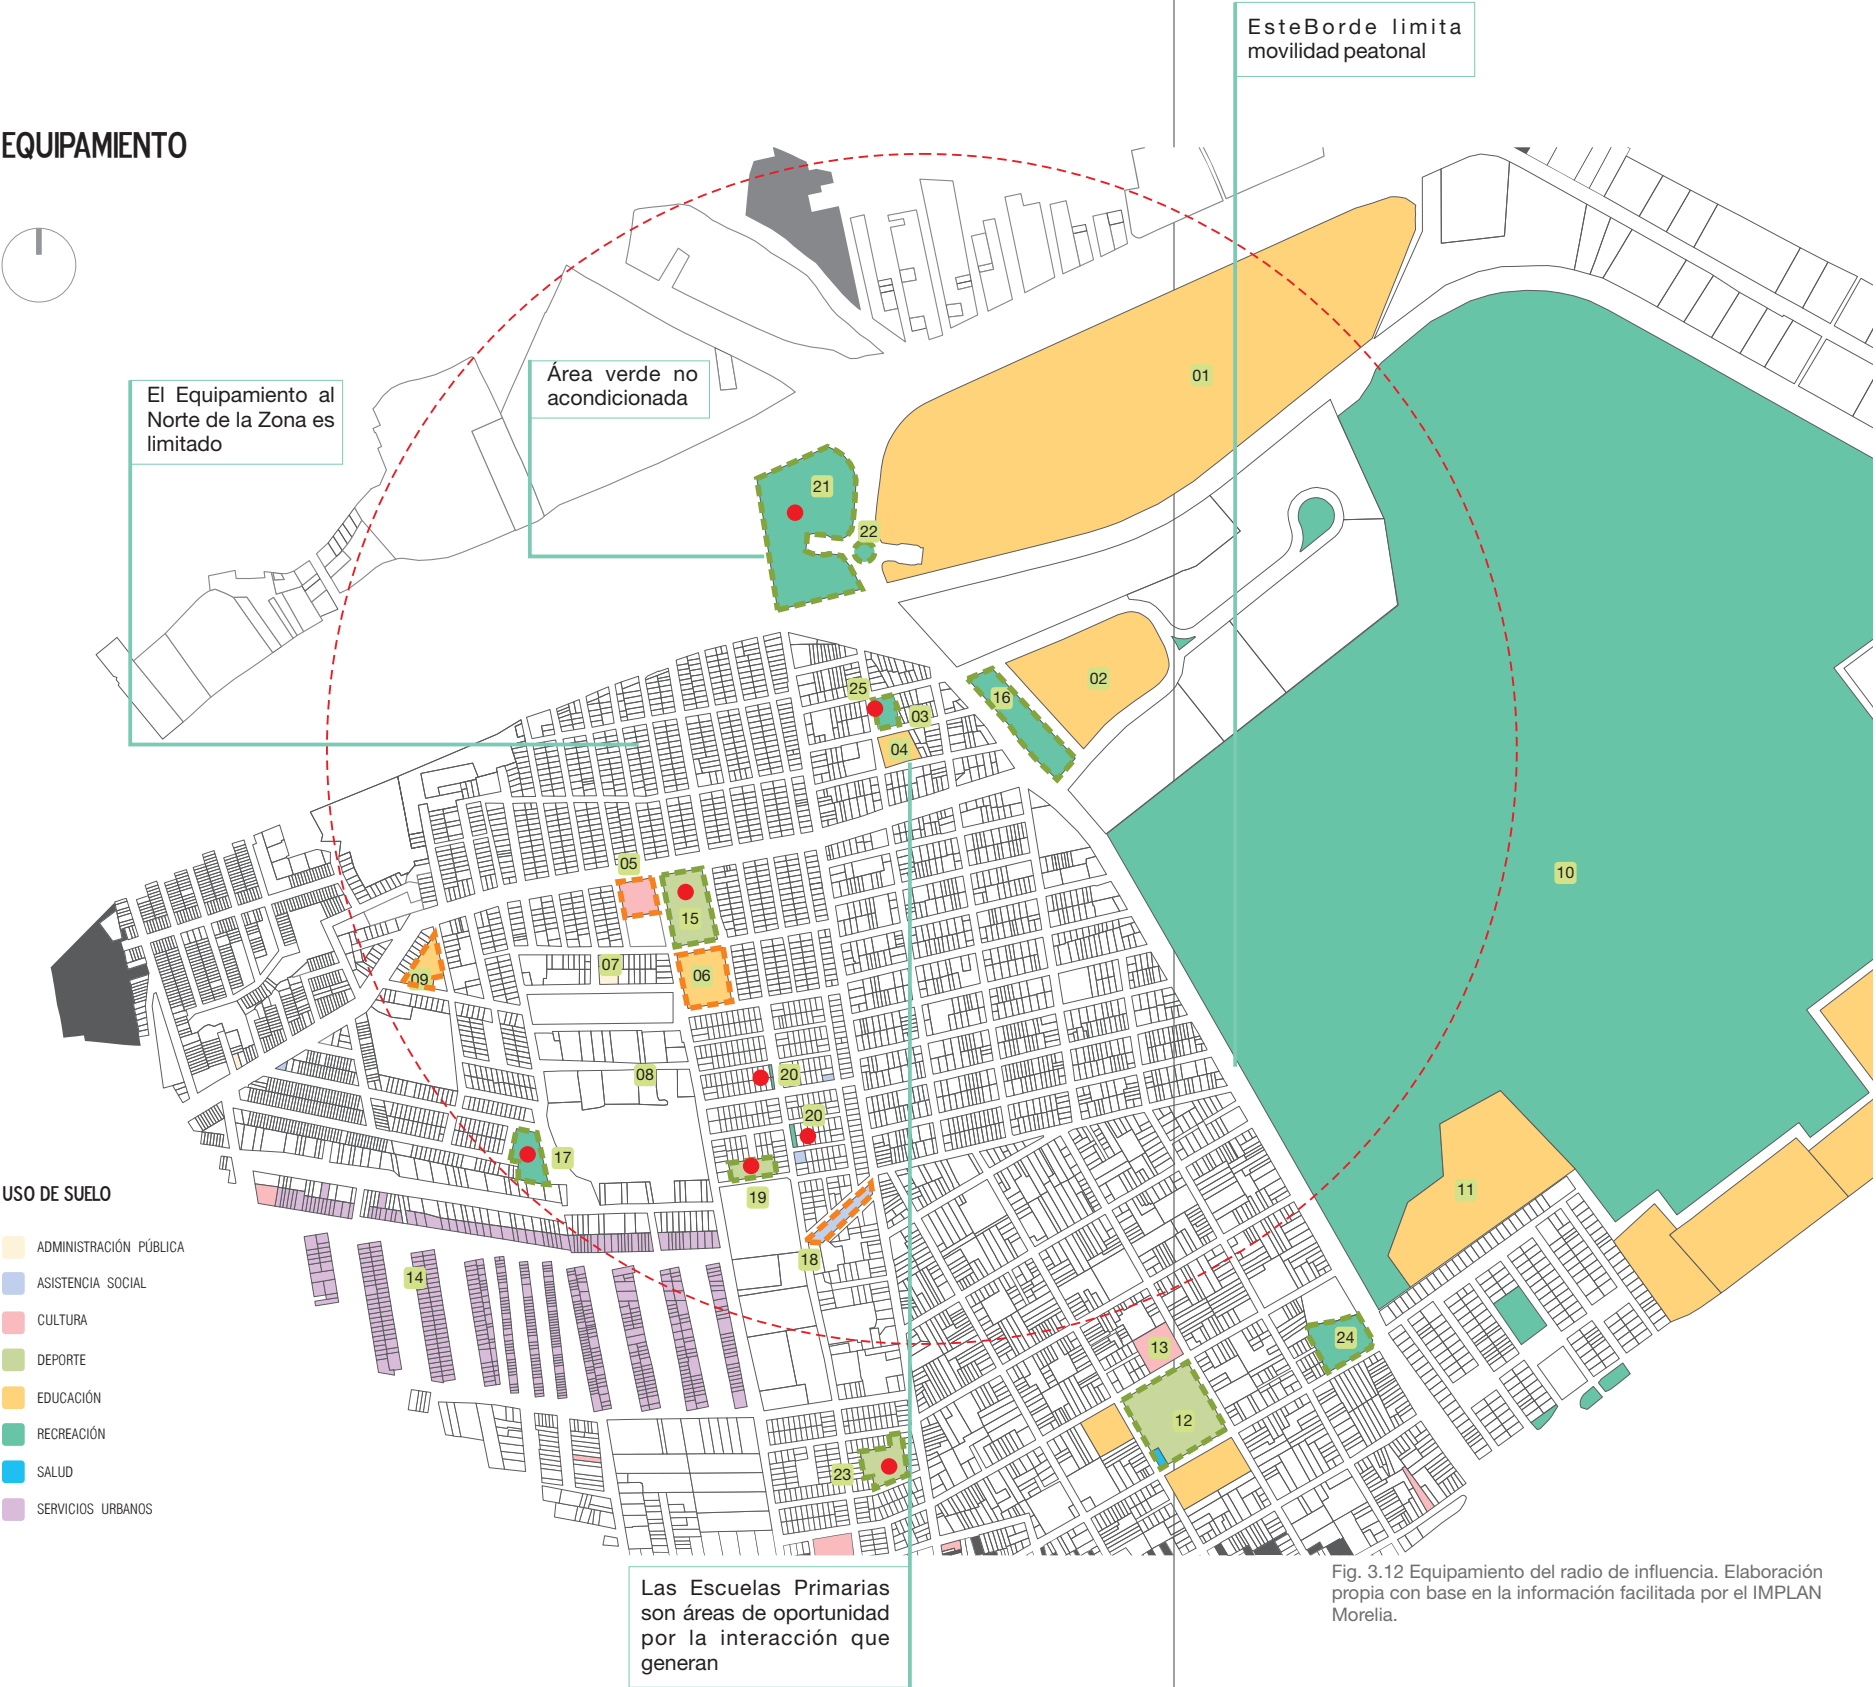 EsteBorde limita
movilidad peatonal
EQUIPAMIENTO
El Equipamiento al
Norte de la Zona es
limitado
Área verde no
acondicionada
01
21
22
02
16
25
03
04
05
15
10
07
06
09
08
20
20
17
19
11
18
14
13
24
12
23
USO DE SUELO
ADMINISTRACIÓN PÚBLICA
ASISTENCIA SOCIAL
CULTURA
DEPORTE
EDUCACIÓN
RECREACIÓN
SALUD
SERVICIOS URBANOS
Las Escuelas Primarias
son áreas de oportunidad
por la interacción que
generan
Fig. 3.12 Equipamiento del radio de influencia. Elaboración
propia con base en la información facilitada por el IMPLAN
Morelia.